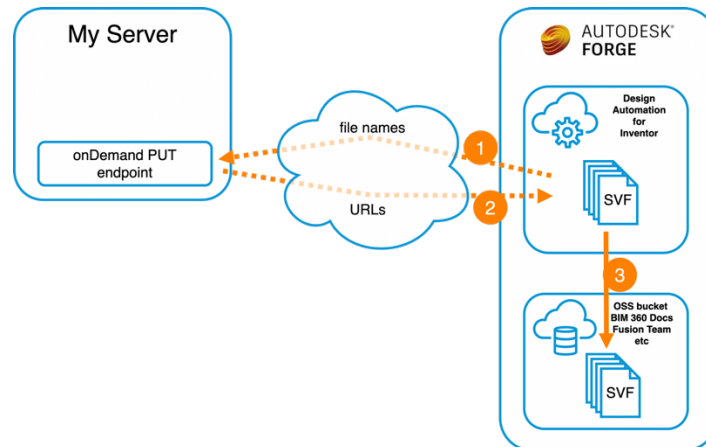 My Server
onDemand PUT
endpoint
file names
URLs
1
2
3
AUTODESK®
FORGE
Design
Automation
for
Inventor
SVF
OSS bucket
BIM 360 Docs
Fusion Team
etc
SVF